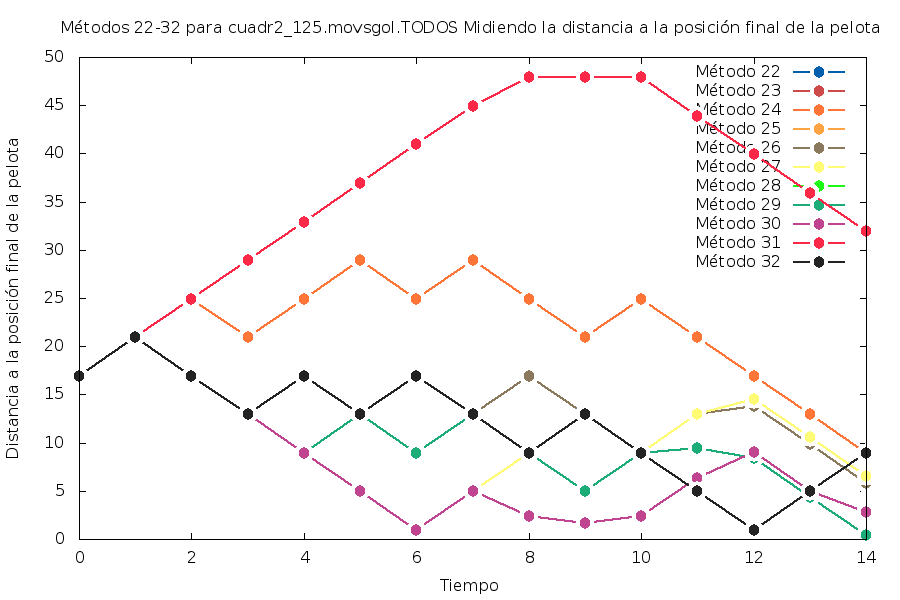 Métodos 22-32 para cuadr2_125.movsgol.TODOS Midiendo la distancia a la posición final de la pelota
50
45
40
35
30
25
20
15
10
5
0
Distancia a la posición final de la pelota
Método 22
Método 23
Método 24
Método 25
Método 26
Método 27
Método 28
Método 29
Método 30
Método 31
Método 32
0 2 4 6 8 10 12 14
Tiempo